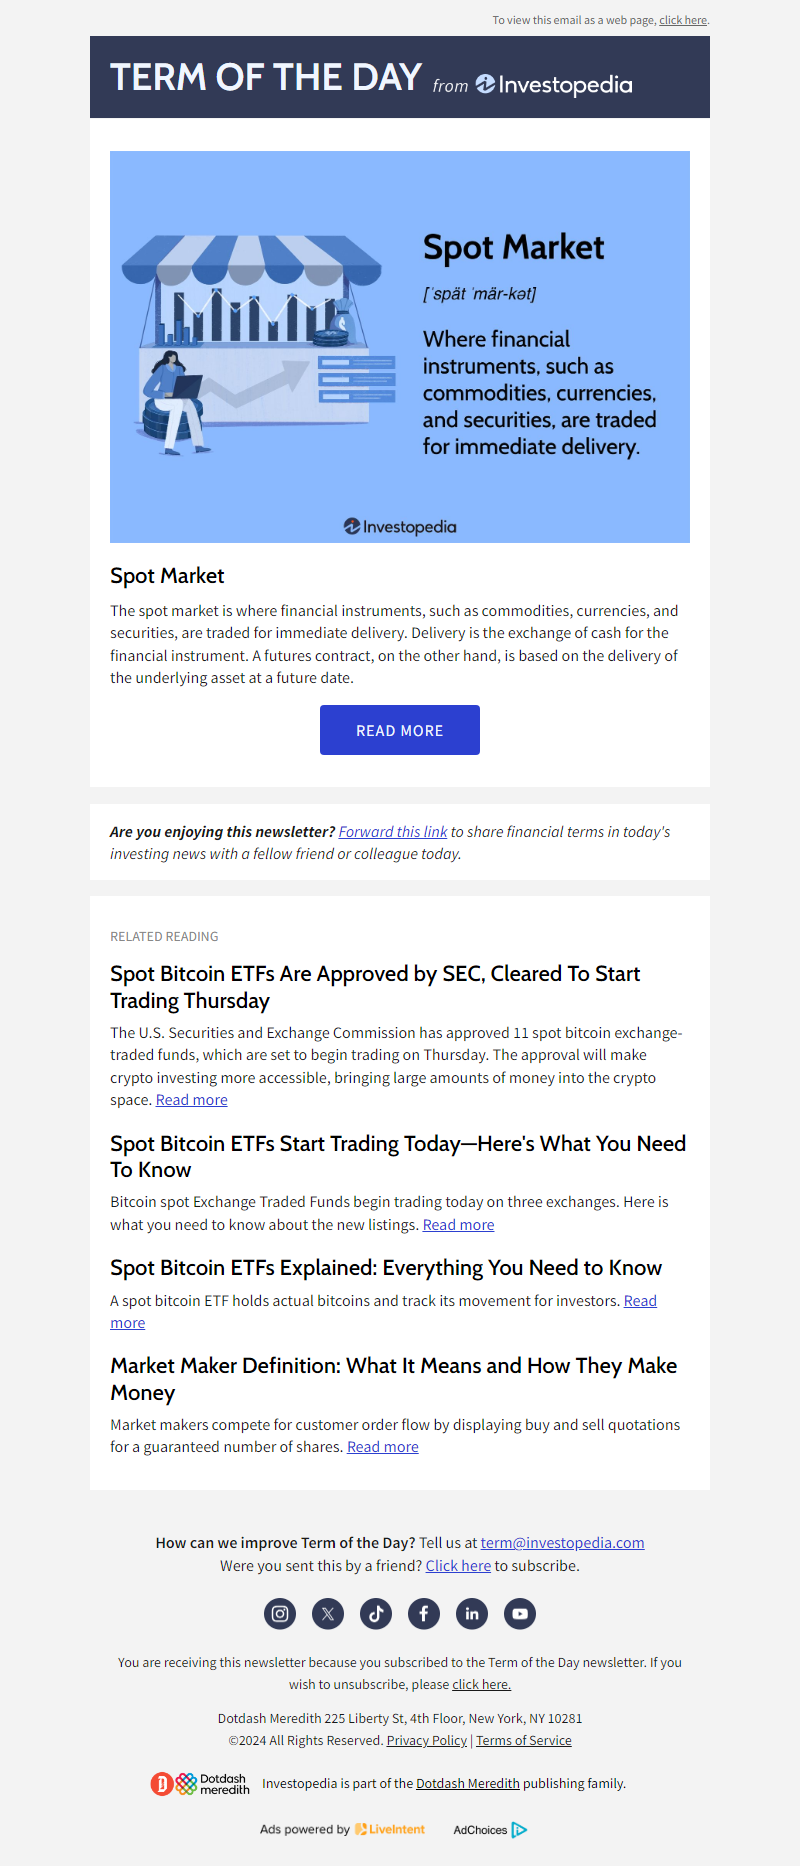 To view this email as a web page, click here.
TERM OF THE DAY from Investopedia
Spot Market
[ˈspät ˈmär-kət]
Where financial
instruments, such as
commodities, currencies,
and securities, are traded
for immediate delivery.
Investopedia
Spot Market
The spot market is where financial instruments, such as commodities, currencies, and
securities, are traded for immediate delivery. Delivery is the exchange of cash for the
financial instrument. A futures contract, on the other hand, is based on the delivery of
the underlying asset at a future date.
READ MORE
Are you enjoying this newsletter? Forward this link to share financial terms in today's
investing news with a fellow friend or colleague today.
RELATED READING
Spot Bitcoin ETFs Are Approved by SEC, Cleared To Start
Trading Thursday
The U.S. Securities and Exchange Commission has approved 11 spot bitcoin exchange-
traded funds, which are set to begin trading on Thursday. The approval will make
crypto investing more accessible, bringing large amounts of money into the crypto
space. Read more
Spot Bitcoin ETFs Start Trading Today—Here's What You Need
To Know
Bitcoin spot Exchange Traded Funds begin trading today on three exchanges. Here is
what you need to know about the new listings. Read more
Spot Bitcoin ETFs Explained: Everything You Need to Know
A spot bitcoin ETF holds actual bitcoins and track its movement for investors. Read
more
Market Maker Definition: What It Means and How They Make
Money
Market makers compete for customer order flow by displaying buy and sell quotations
for a guaranteed number of shares. Read more
How can we improve Term of the Day? Tell us at term@investopedia.com
Were you sent this by a friend? Click here to subscribe.
You are receiving this newsletter because you subscribed to the Term of the Day newsletter. If you
wish to unsubscribe, please click here.
Dotdash Meredith 225 Liberty St, 4th Floor, New York, NY 10281
©2024 All Rights Reserved. Privacy Policy | Terms of Service
Dotdash
meredith
Investopedia is part of the Dotdash Meredith publishing family.
Ads powered by LiveIntent
AdChoices